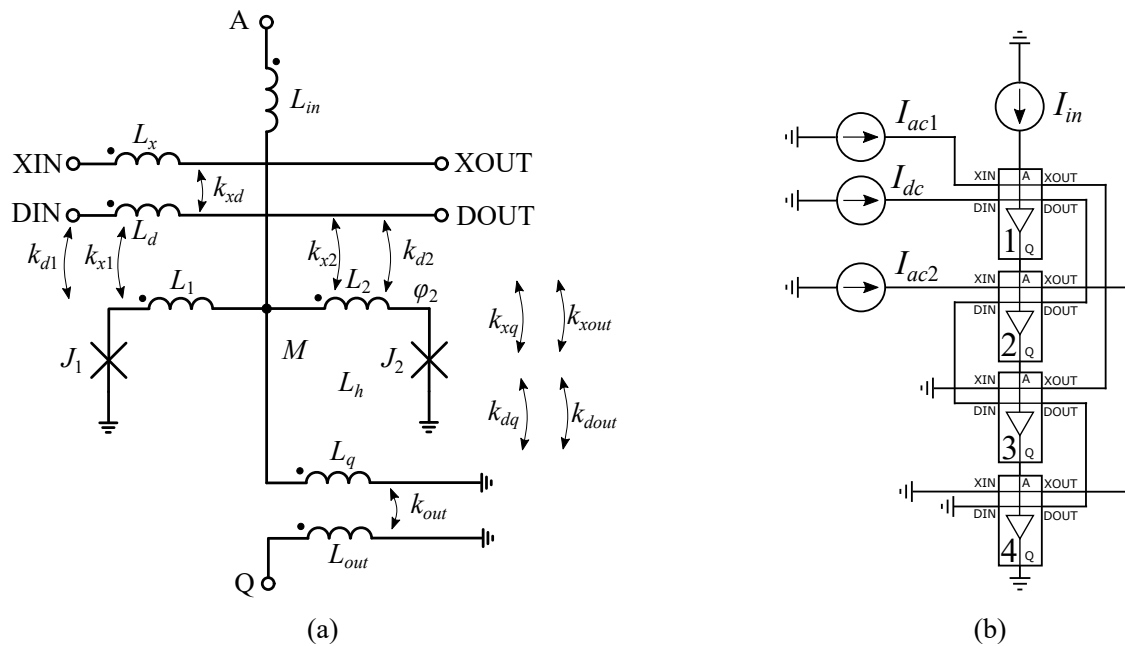 A
L_in
L_x
XIN
XOUT
k_xd
DIN
DOUT
L_d
k_d1
k_x1
k_x2
k_d2
L_1
L_2
φ_2
k_xq
k_xout
J_1
M
J_2
L_h
k_dq
k_dout
L_q
k_out
L_out
Q
(a)
I_in
I_ac1
XIN
A
XOUT
I_dc
DIN
DOUT
1
Q
I_ac2
XIN
A
XOUT
DIN
DOUT
2
Q
XIN
A
XOUT
DIN
DOUT
3
Q
XIN
A
XOUT
DIN
DOUT
4
Q
(b)